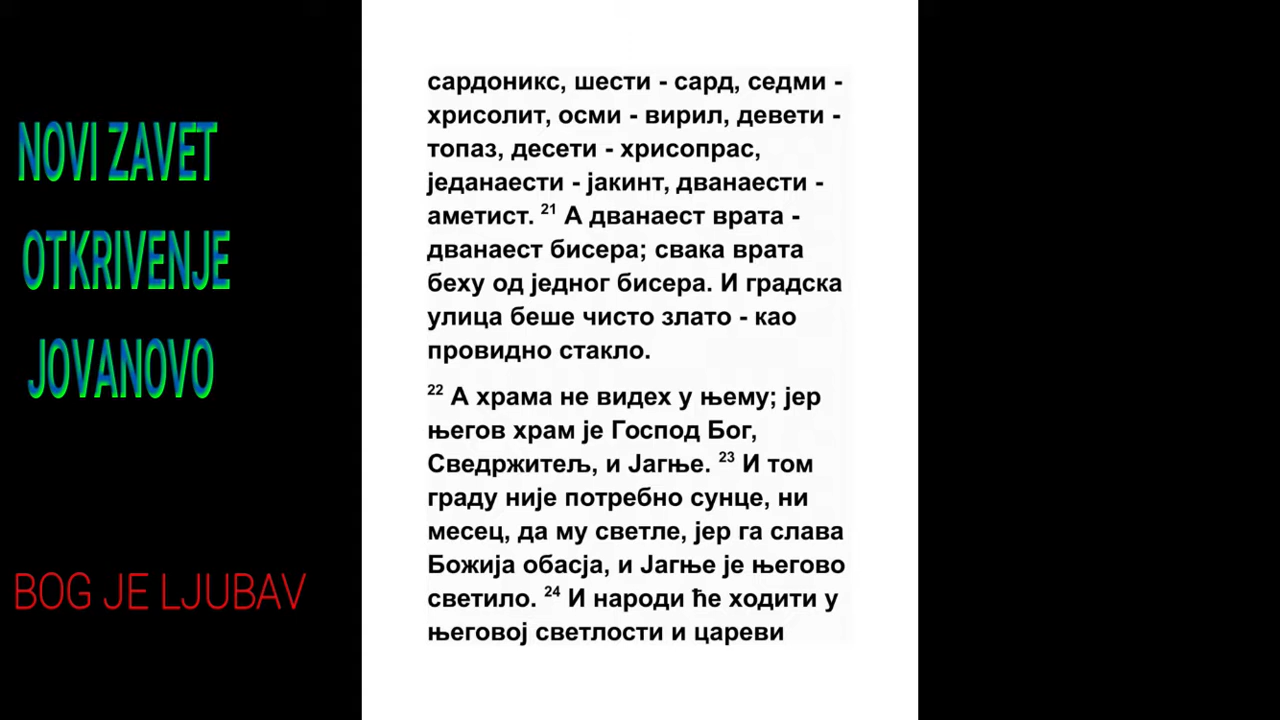 NOVI ZAVET
OTKRIVENJE
JOVANOVO
BOG JE LJUBAV
сардоникс, шести - сард, седми -
хрисолит, осми - вирил, девети -
топаз, десети - хрисопрас,
једанаести - јакинт, дванаести -
аметист. 21 А дванаест врата -
дванаест бисера; свака врата
беху од једног бисера. И градска
улица беше чисто злато - као
провидно стакло.
22 А храма не видех у њему; јер
његов храм је Господ Бог,
Сведржитељ, и Јагње. 23 И том
граду није потребно сунце, ни
месец, да му светле, јер га слава
Божија обасја, и Јагње је његово
светило. 24 И народи ће ходити у
његовој светлости и цареви